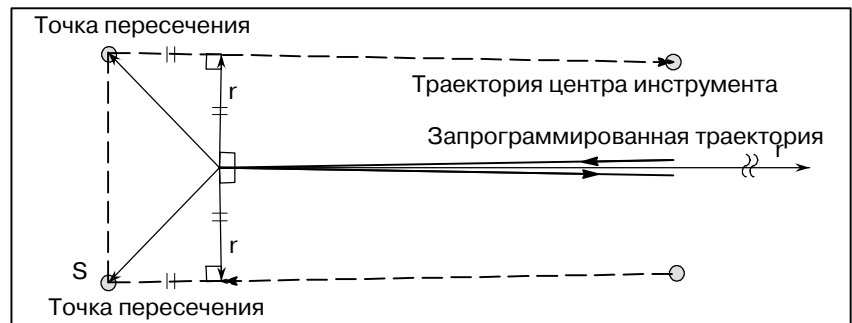 Точка пересечения
r
Траектория центра инструмента
Запрограммированная траектория
r
r
S
Точка пересечения